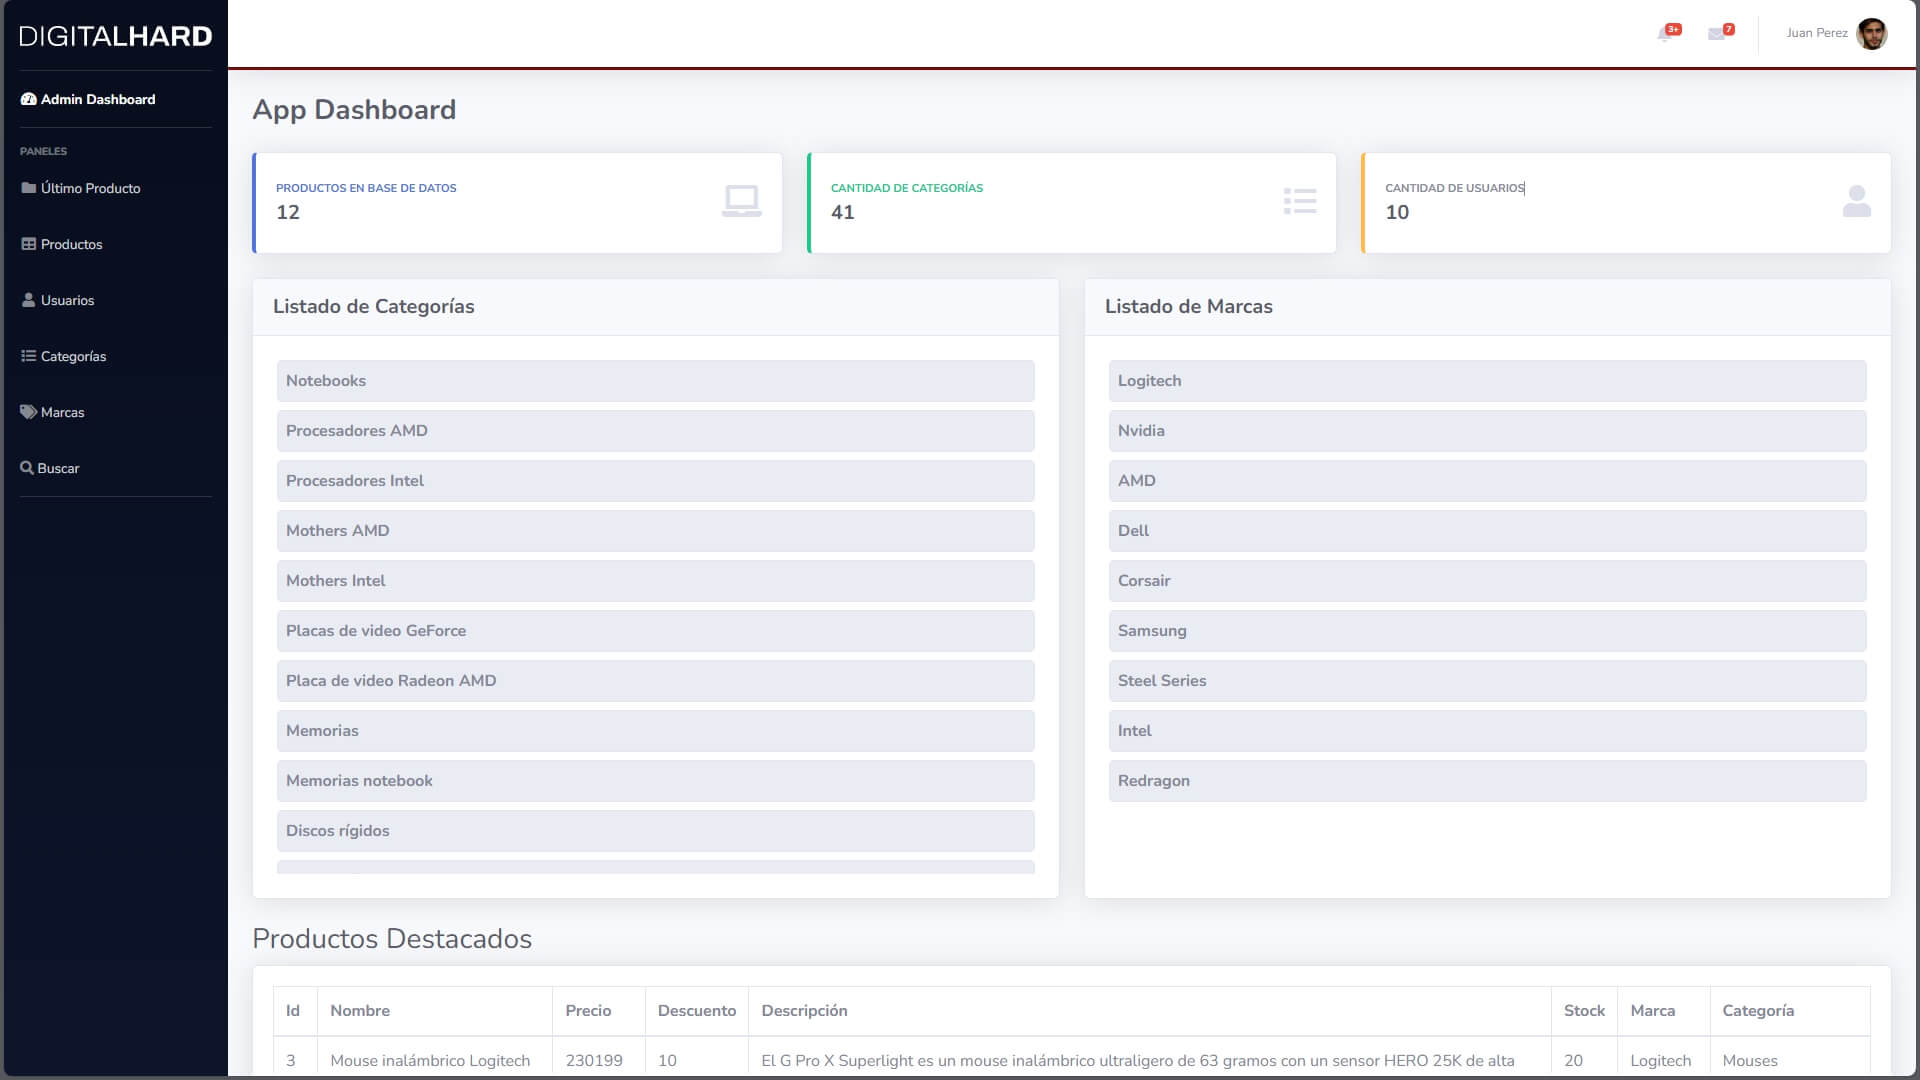 DIGITALHARD
Admin Dashboard
PANELES
Último Producto
Productos
Usuarios
Categorías
Marcas
Buscar
3+
7
Juan Perez
App Dashboard
PRODUCTOS EN BASE DE DATOS
12
CANTIDAD DE CATEGORÍAS
41
CANTIDAD DE USUARIOS
10
Listado de Categorías
Notebooks
Procesadores AMD
Procesadores Intel
Mothers AMD
Mothers Intel
Placas de video GeForce
Placa de video Radeon AMD
Memorias
Memorias notebook
Discos rígidos
Listado de Marcas
Logitech
Nvidia
AMD
Dell
Corsair
Samsung
Steel Series
Intel
Redragon
Productos Destacados
Id Nombre Precio Descuento Descripción Stock Marca Categoría
3 Mouse inalámbrico Logitech 230199 10 El G Pro X Superlight es un mouse inalámbrico ultraligero de 63 gramos con un sensor HERO 25K de alta 20 Logitech Mouses